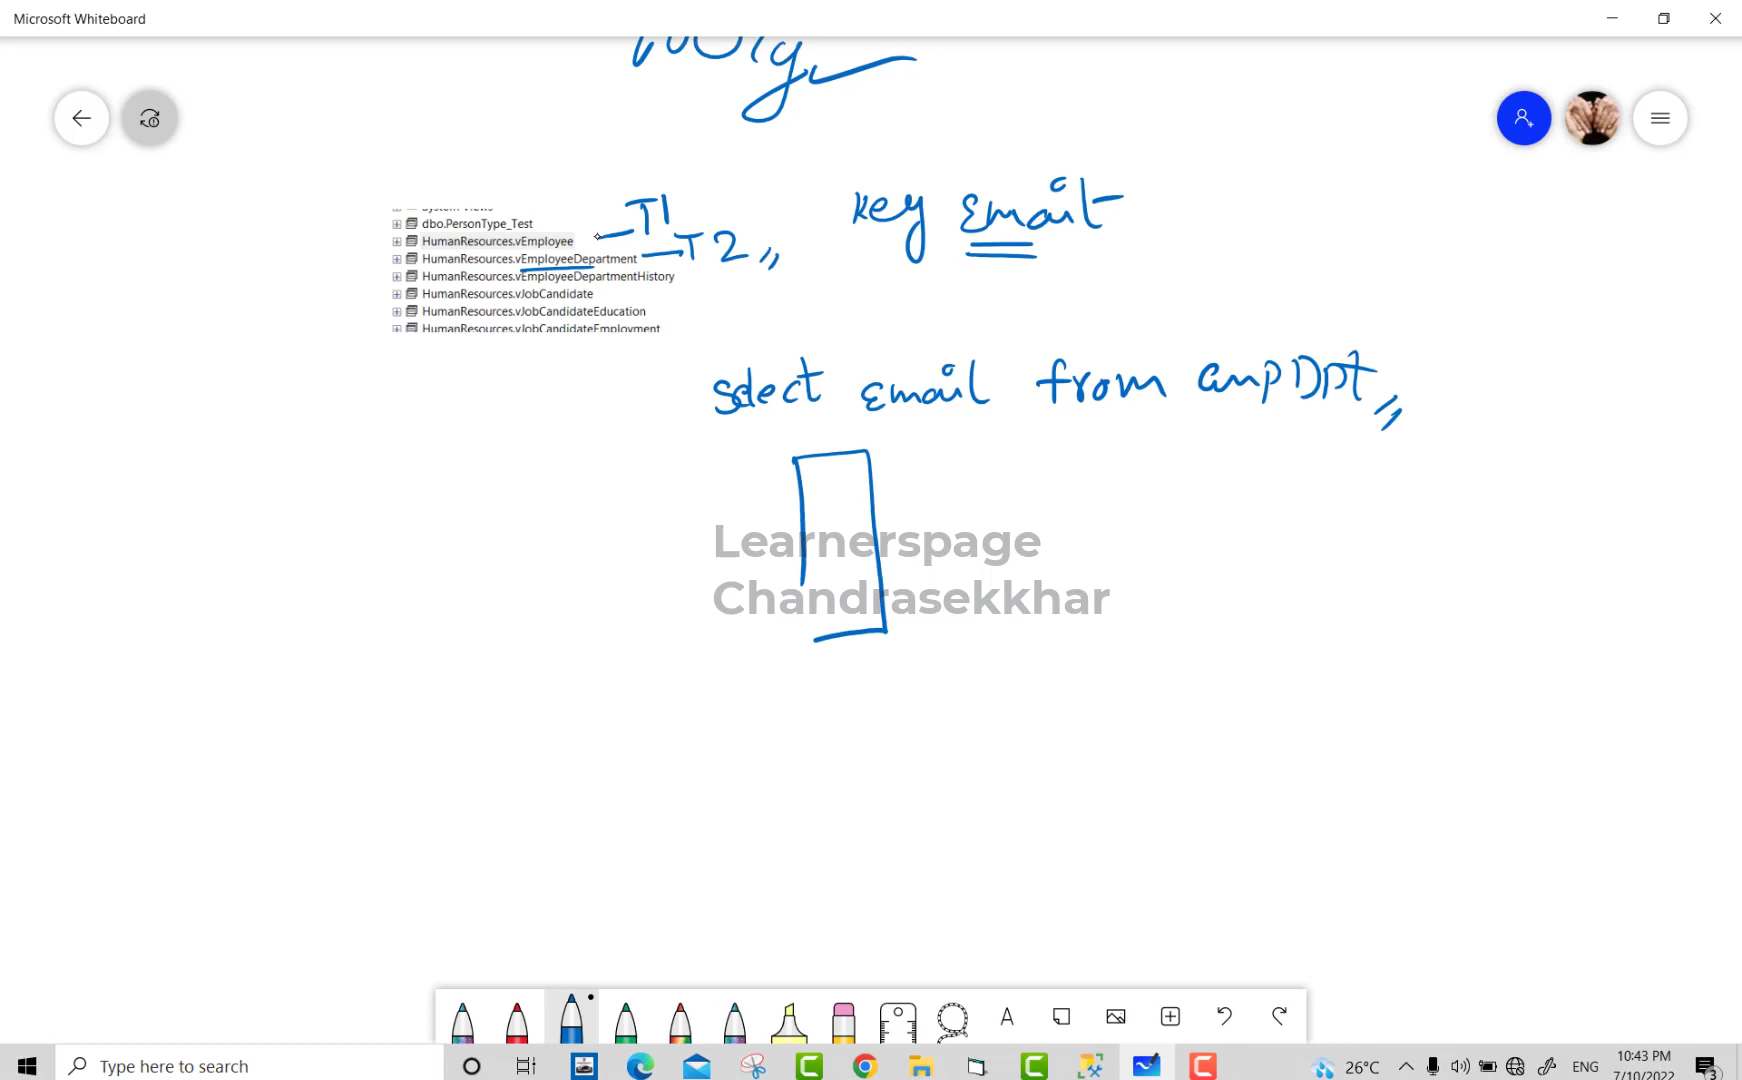 Microsoft Whiteboard
dbo.PersonType_Test
HumanResources.vEmployee
HumanResources.vEmployeeDepartment
HumanResources.vEmployeeDepartmentHistory
HumanResources.vJobCandidate
HumanResources.vJobCandidateEducation
HumanResources.vJobCandidateEmployment
T1
T2
key Email
select email from empDpt
Learnerspage
Chandrasekkhar
A
Type here to search
26°C
ENG
10:43 PM
7/10/2022
3